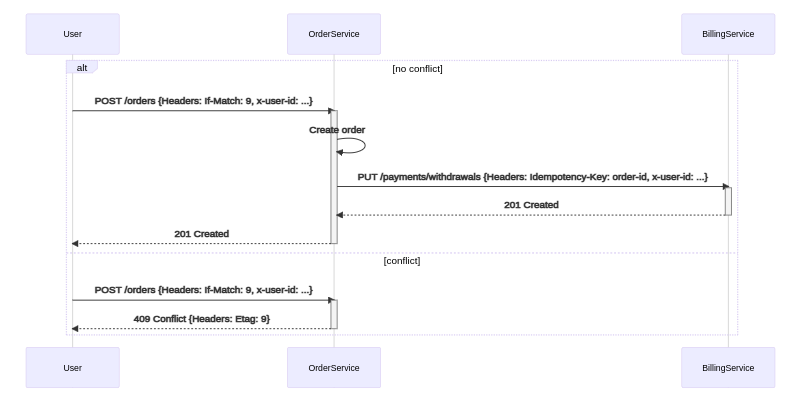 User
OrderService
BillingService
alt
[no conflict]
POST /orders {Headers: If-Match: 9, x-user-id: ...}
Create order
PUT /payments/withdrawals {Headers: Idempotency-Key: order-id, x-user-id: ...}
201 Created
201 Created
[conflict]
POST /orders {Headers: If-Match: 9, x-user-id: ...}
409 Conflict {Headers: Etag: 9}
User
OrderService
BillingService